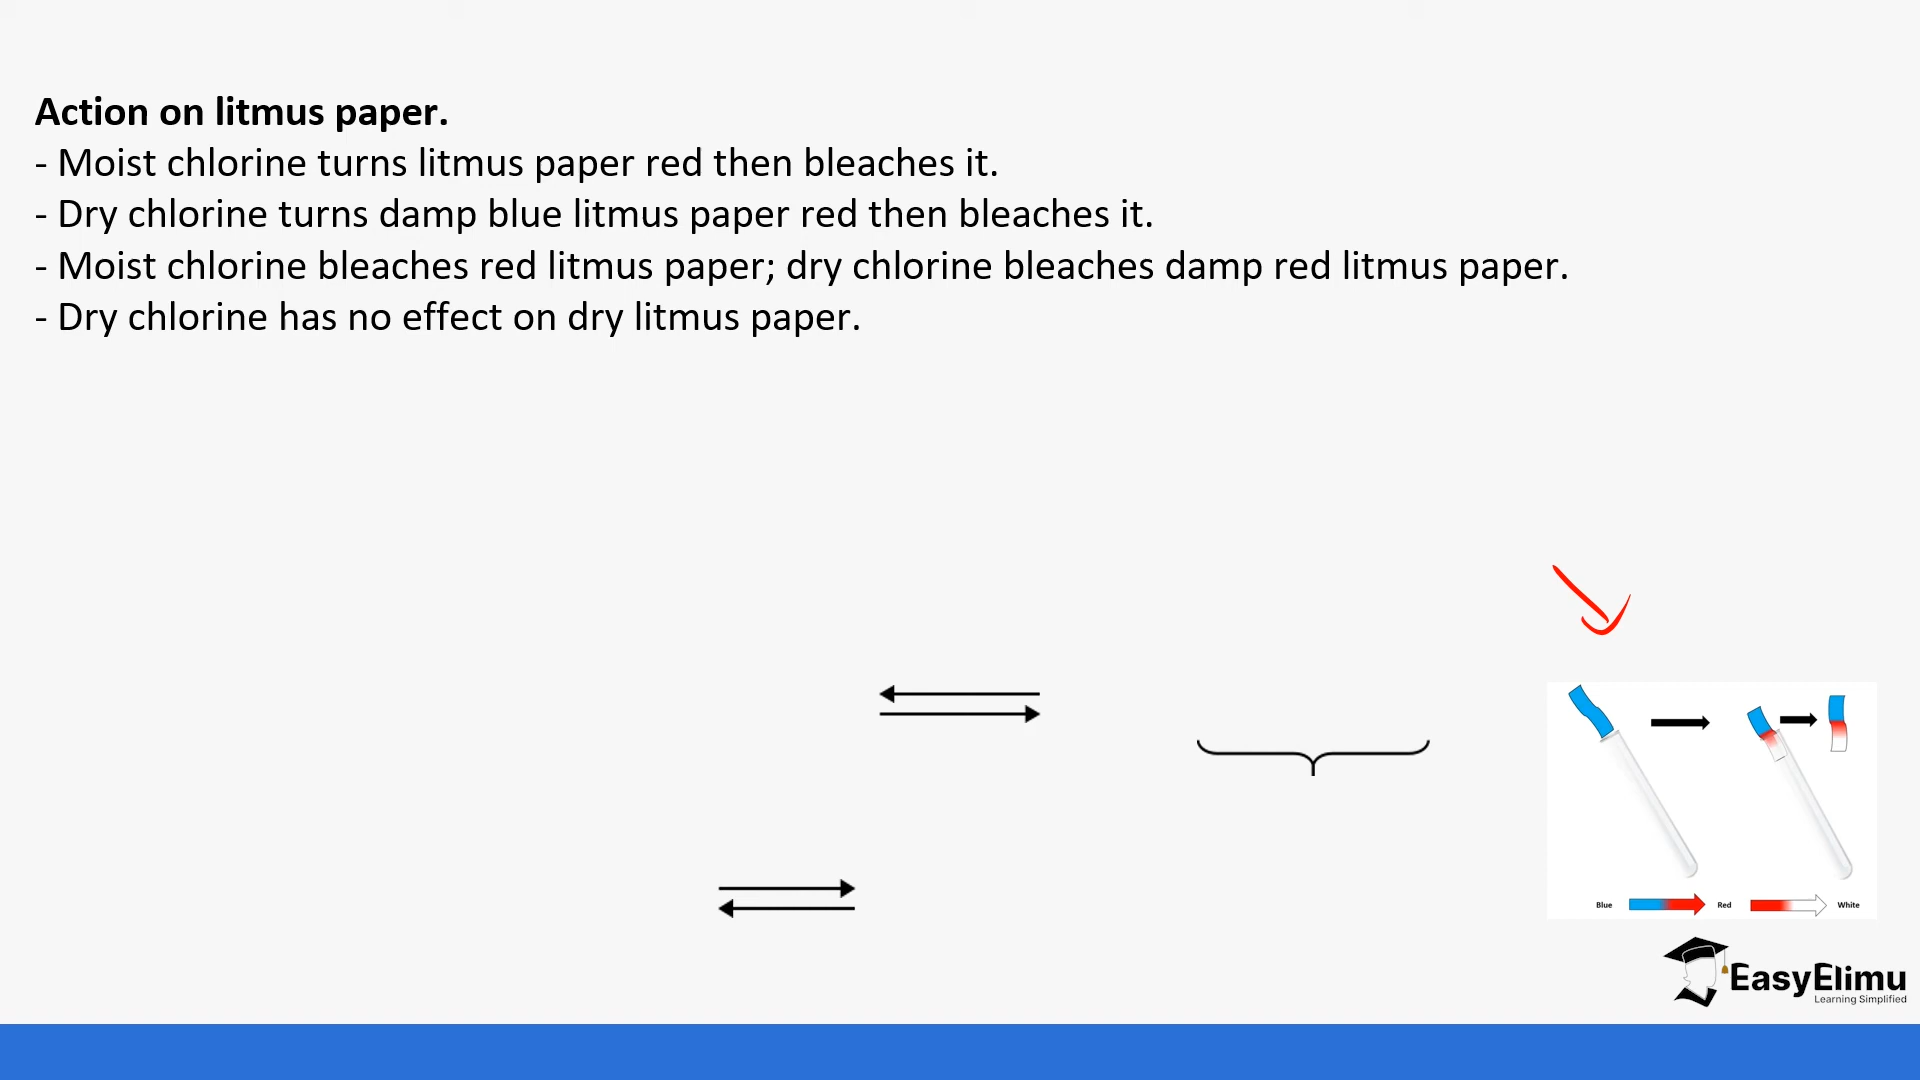 Action on litmus paper.
- Moist chlorine turns litmus paper red then bleaches it.
- Dry chlorine turns damp blue litmus paper red then bleaches it.
- Moist chlorine bleaches red litmus paper; dry chlorine bleaches damp red litmus paper.
- Dry chlorine has no effect on dry litmus paper.
Blue Red White
EasyElimu
Learning Simplified